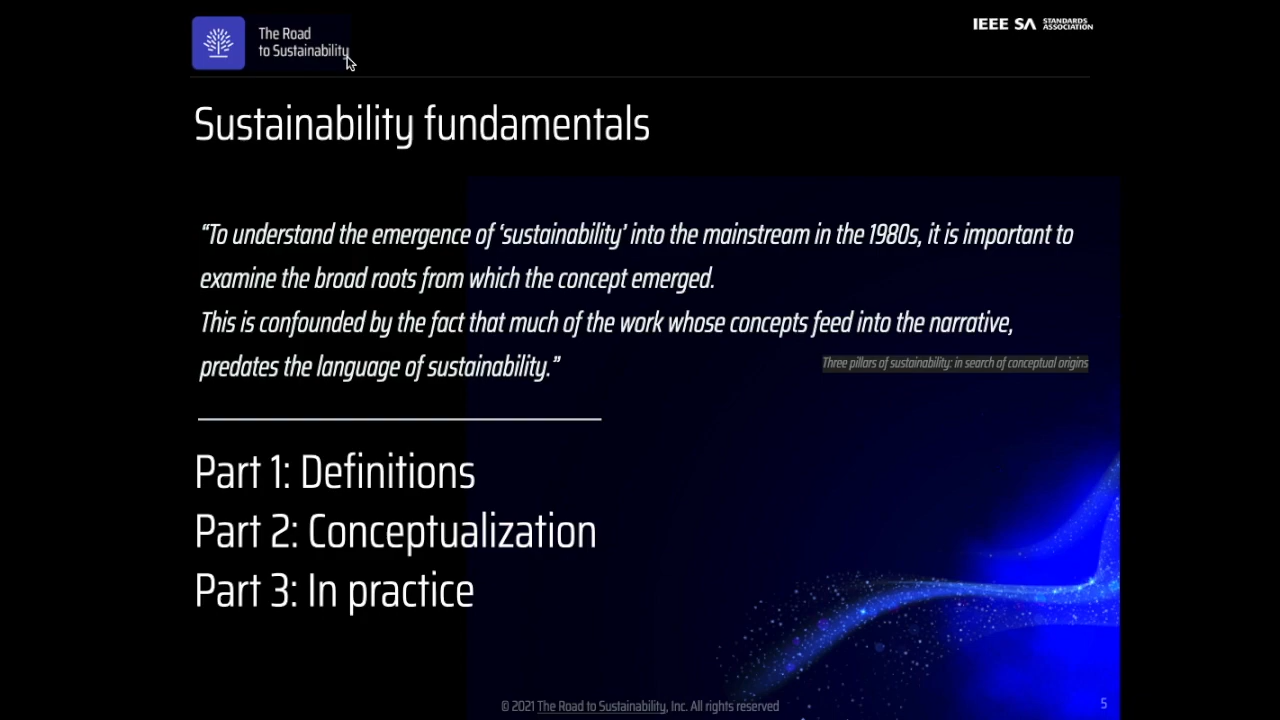 The Road
to Sustainability
IEEE SA STANDARDS
ASSOCIATION
Sustainability fundamentals
“To understand the emergence of ‘sustainability’ into the mainstream in the 1980s, it is important to
examine the broad roots from which the concept emerged.
This is confounded by the fact that much of the work whose concepts feed into the narrative,
predates the language of sustainability.”
Three pillars of sustainability: in search of conceptual origins
Part 1: Definitions
Part 2: Conceptualization
Part 3: In practice
© 2021 The Road to Sustainability, Inc. All rights reserved
5